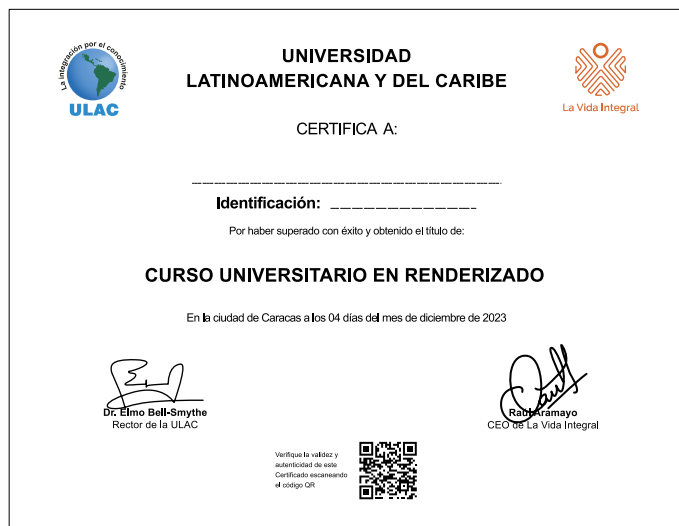 La integración por el conocimiento
ULAC
UNIVERSIDAD
LATINOAMERICANA Y DEL CARIBE
La Vida Integral
CERTIFICA A:
Identificación:
Por haber superado con éxito y obtenido el título de:
CURSO UNIVERSITARIO EN RENDERIZADO
En la ciudad de Caracas a los 04 días del mes de diciembre de 2023
Dr. Elmo Bell-Smythe
Rector de la ULAC
Raúl Aramayo
CEO de La Vida Integral
Verifique la validez y
autenticidad de este
Certificado escaneando
el código QR